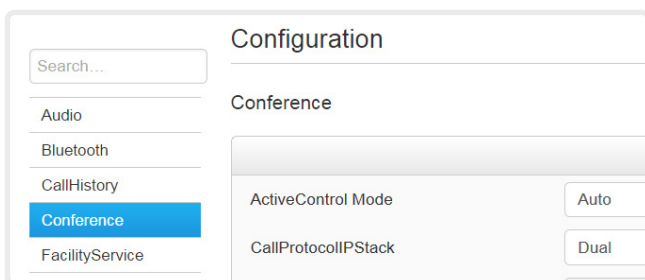 Configuration
Search...
Audio
Bluetooth
CallHistory
Conference
FacilityService
Conference
ActiveControl Mode
Auto
CallProtocolIPStack
Dual